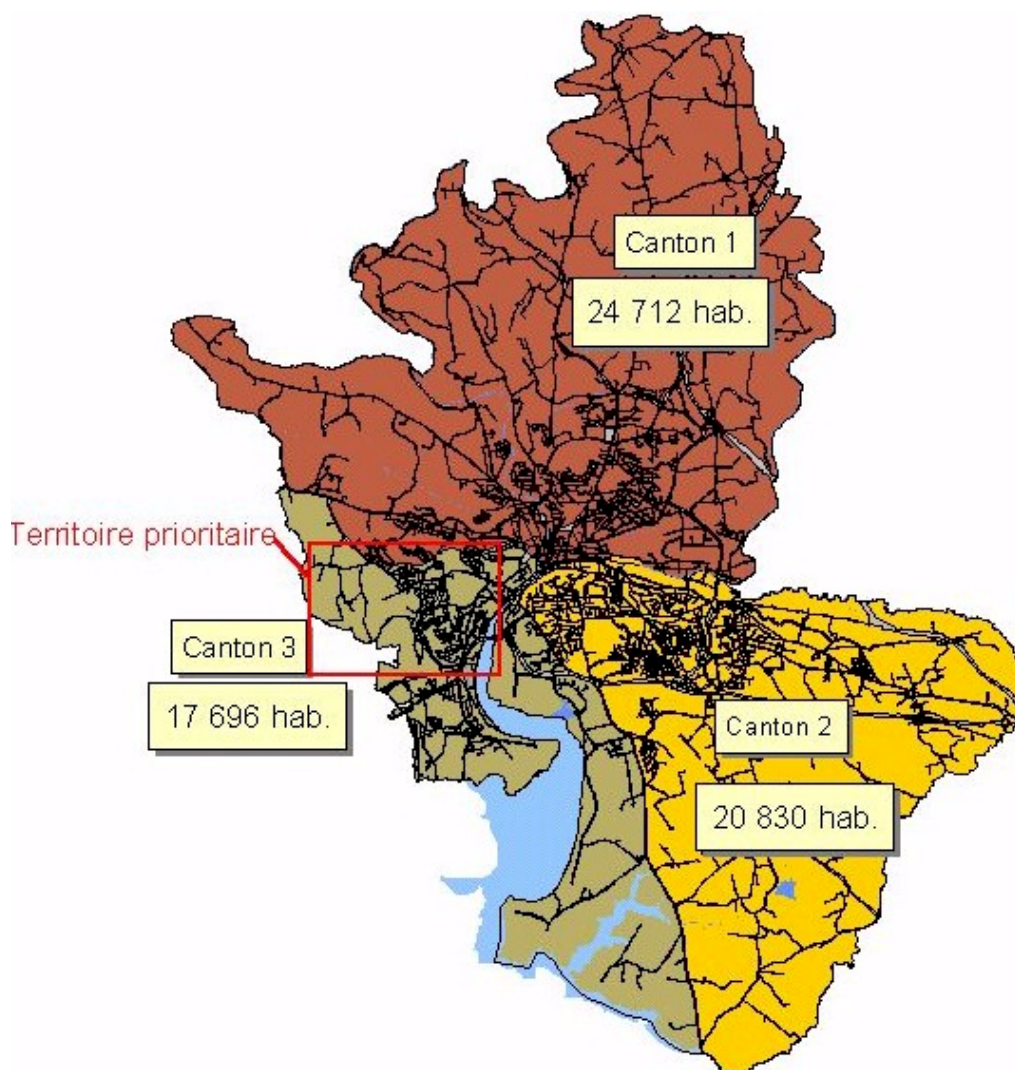 Canton 1
24 712 hab.
Territoire prioritaire
Canton 3
17 696 hab.
Canton 2
20 830 hab.